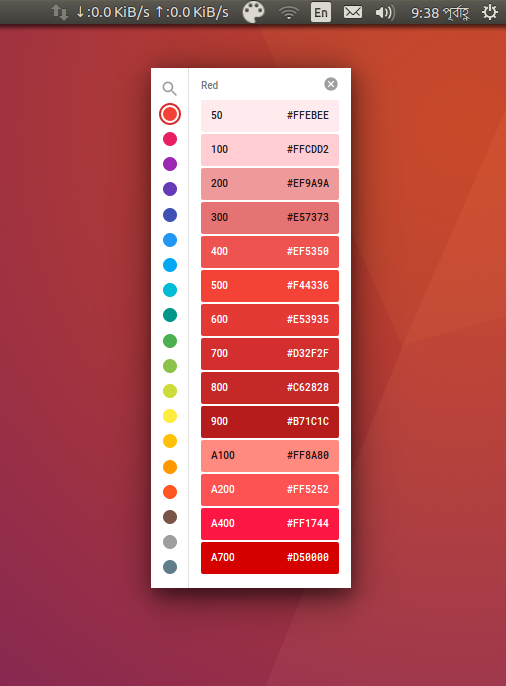 ↓:0.0 KiB/s ↑:0.0 KiB/s En 9:38 পূর্বাহ্ণ
Red
50 #FFEBEE
100 #FFCDD2
200 #EF9A9A
300 #E57373
400 #EF5350
500 #F44336
600 #E53935
700 #D32F2F
800 #C62828
900 #B71C1C
A100 #FF8A80
A200 #FF5252
A400 #FF1744
A700 #D50000